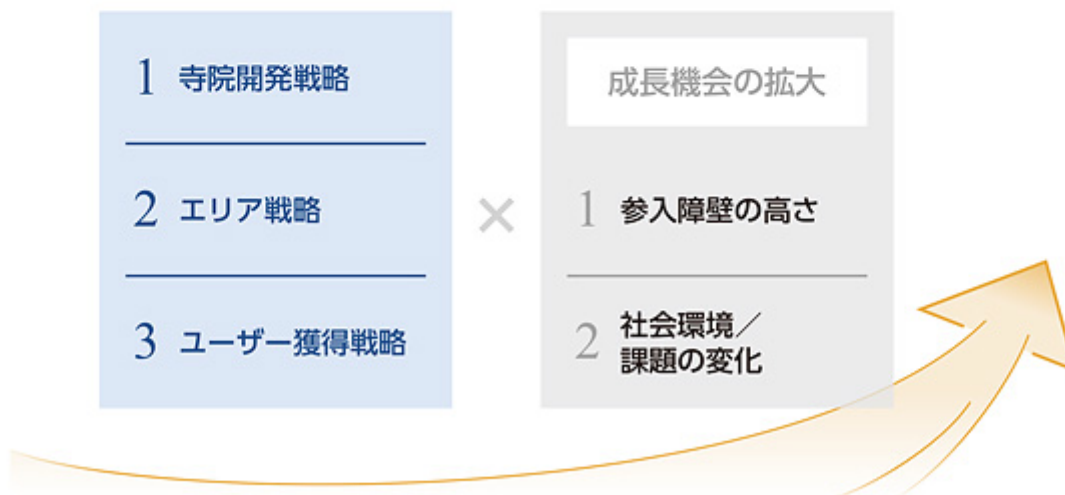 1 寺院開発戦略
2 エリア戦略
3 ユーザー獲得戦略
×
成長機会の拡大
1 参入障壁の高さ
2 社会環境／
課題の変化